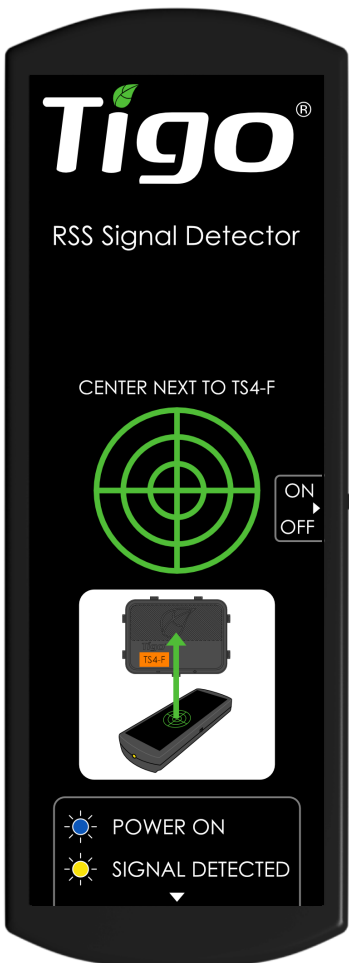 Tigo®
RSS Signal Detector
CENTER NEXT TO TS4-F
ON
OFF
TS4-F
POWER ON
SIGNAL DETECTED